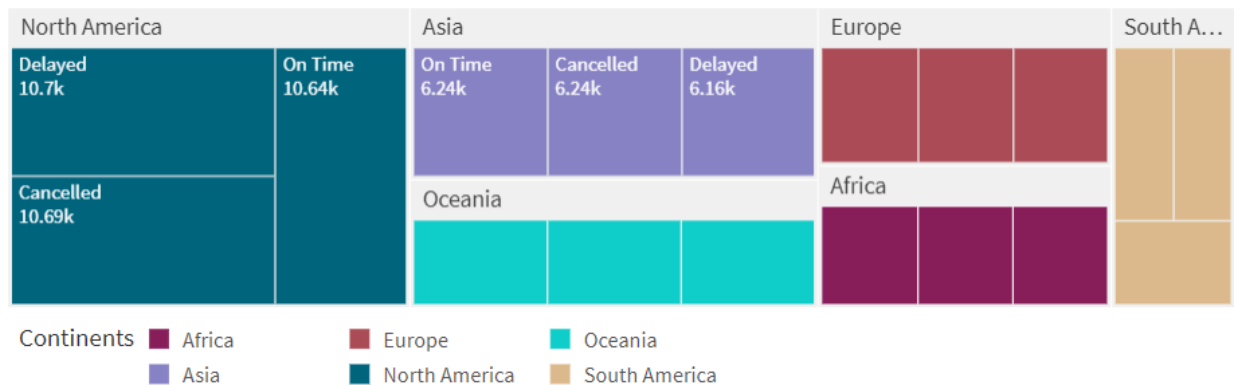 North America
Delayed
10.7k
On Time
10.64k
Cancelled
10.69k
Asia
On Time
6.24k
Cancelled
6.24k
Delayed
6.16k
Oceania
Europe
Africa
South A...
Continents
Africa
Europe
Oceania
Asia
North America
South America